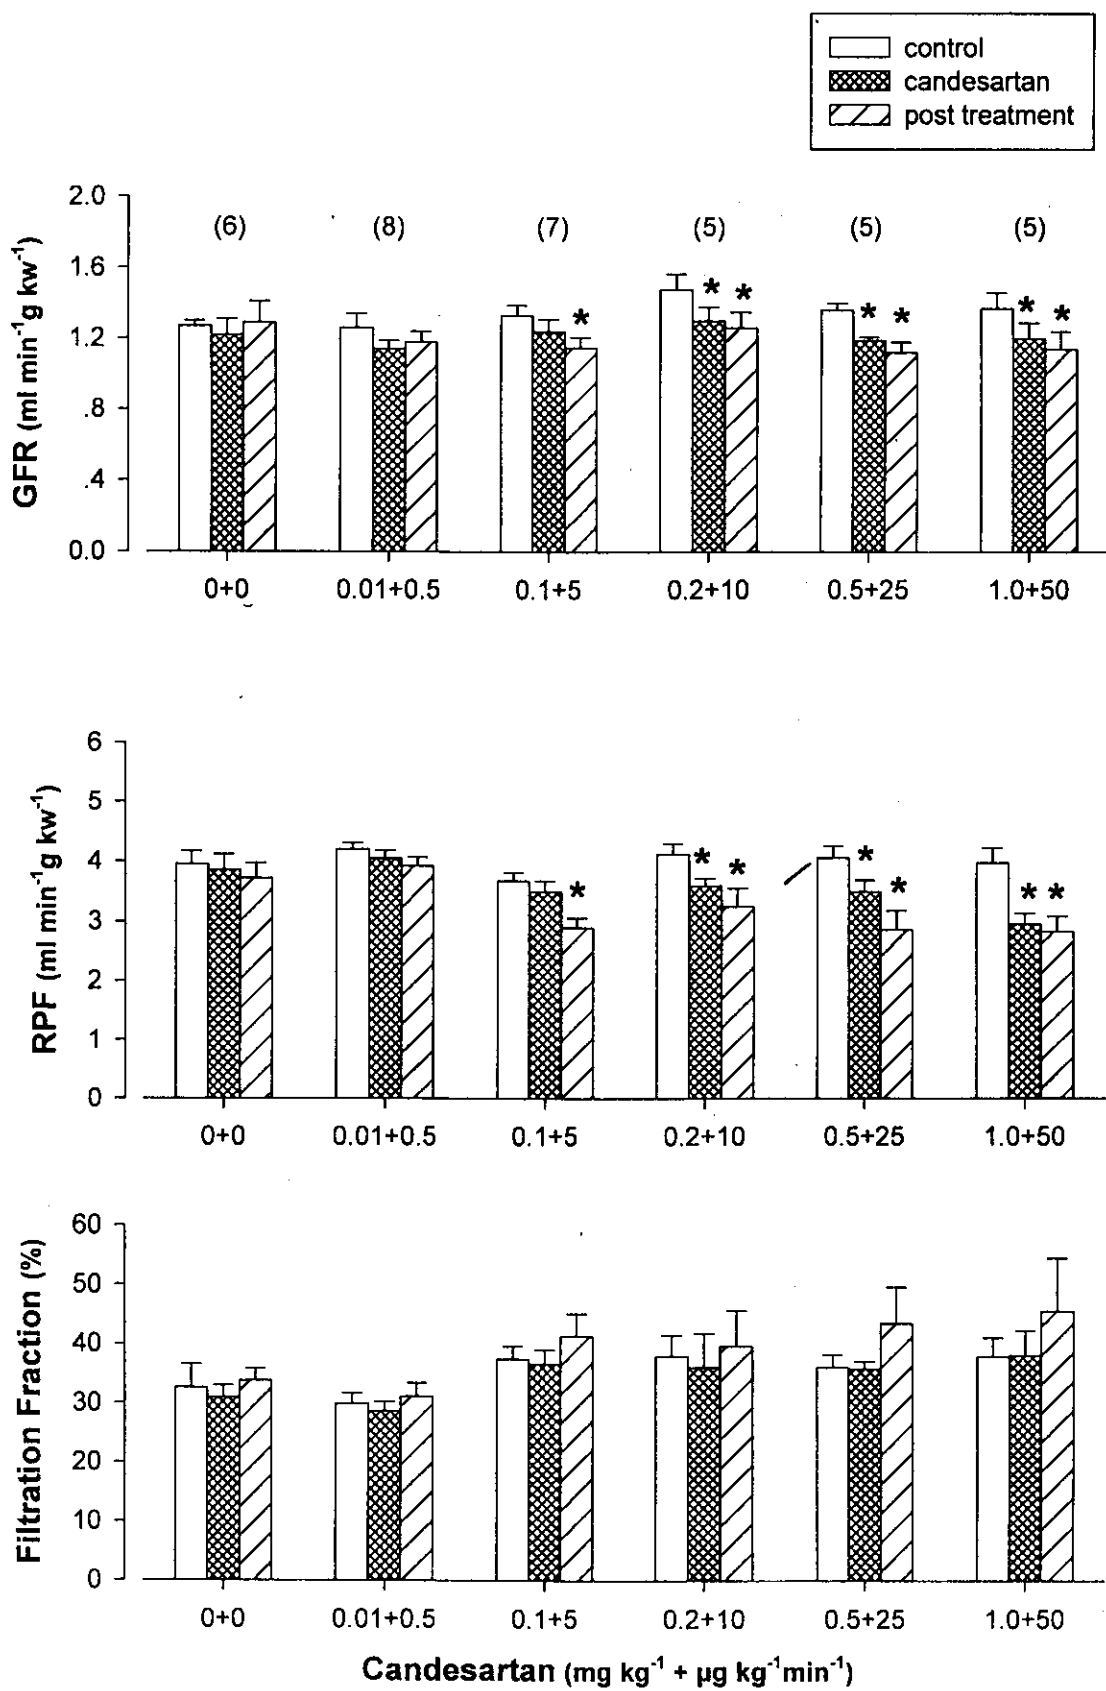 control
candesartan
post treatment
GFR (ml min⁻¹g kw⁻¹)
2.0
1.6
1.2
.8
.4
0.0
(6) (8) (7) (5) (5) (5)
* * * * * * *
0+0 0.01+0.5 0.1+5 0.2+10 0.5+25 1.0+50
RPF (ml min⁻¹g kw⁻¹)
6
5
4
3
2
1
0
* * * * * * *
0+0 0.01+0.5 0.1+5 0.2+10 0.5+25 1.0+50
Filtration Fraction (%)
60
50
40
30
20
10
0
0+0 0.01+0.5 0.1+5 0.2+10 0.5+25 1.0+50
Candesartan (mg kg⁻¹ + µg kg⁻¹min⁻¹)